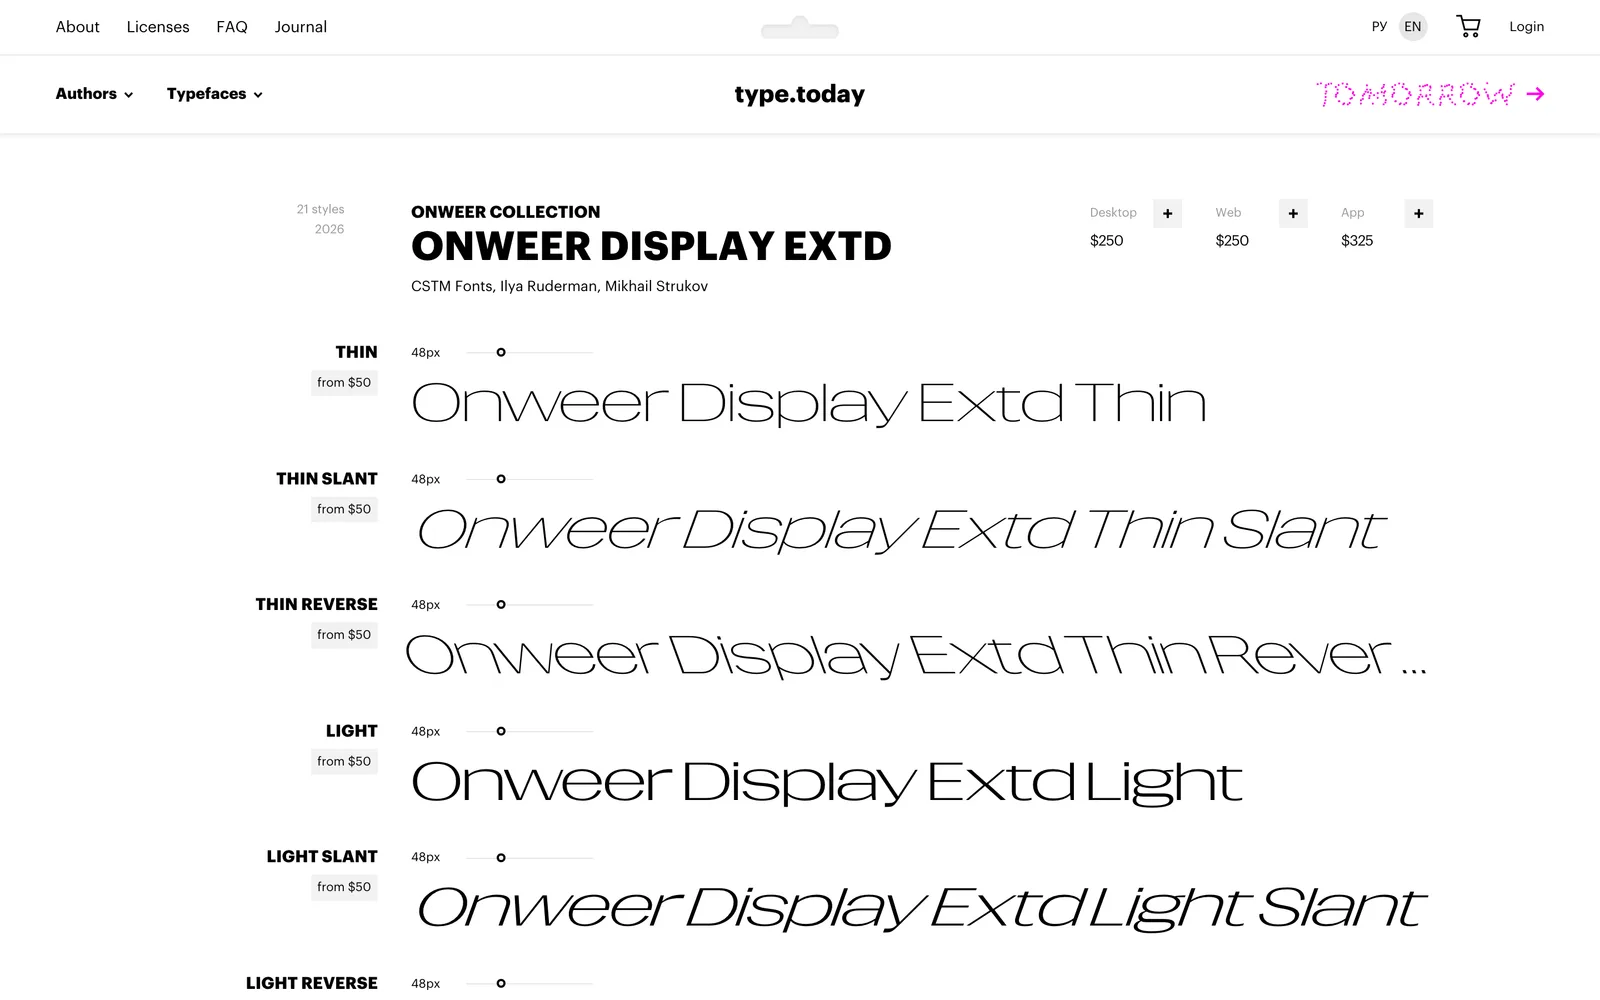 About Licenses FAQ Journal
РУ EN Login
Authors Typefaces
type.today
TOMORROW →
21 styles
2026
ONWEER COLLECTION
ONWEER DISPLAY EXTD
CSTM Fonts, Ilya Ruderman, Mikhail Strukov
Desktop + Web + App +
$250 $250 $325
THIN 48px
from $50
Onweer Display Extd Thin
THIN SLANT 48px
from $50
Onweer Display Extd Thin Slant
THIN REVERSE 48px
from $50
Onweer Display Extd Thin Rever ...
LIGHT 48px
from $50
Onweer Display Extd Light
LIGHT SLANT 48px
from $50
Onweer Display Extd Light Slant
LIGHT REVERSE 48px